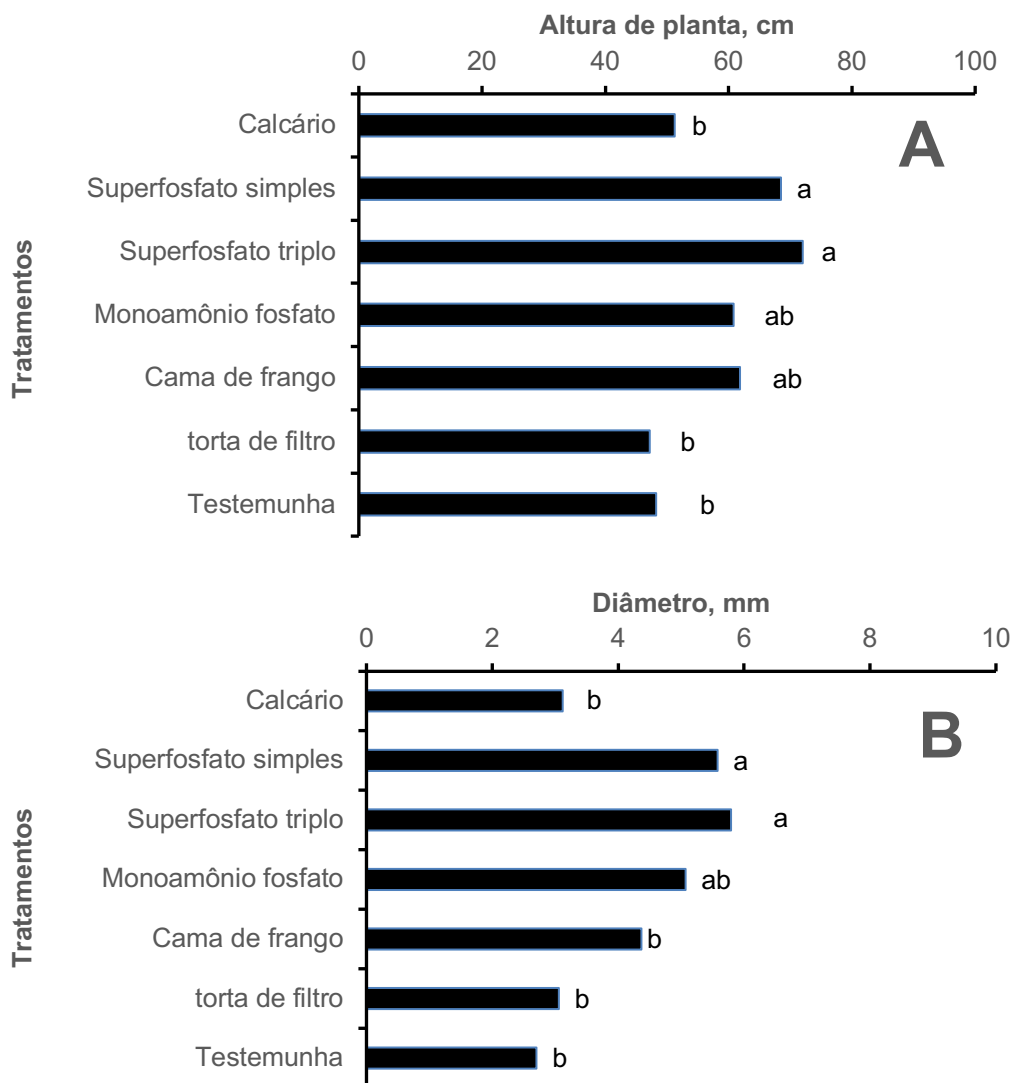 Altura de planta, cm
0 20 40 60 80 100
Tratamentos
A
Calcário b
Superfosfato simples a
Superfosfato triplo a
Monoamônio fosfato ab
Cama de frango ab
torta de filtro b
Testemunha b
Diâmetro, mm
0 2 4 6 8 10
Tratamentos
B
Calcário b
Superfosfato simples a
Superfosfato triplo a
Monoamônio fosfato ab
Cama de frango b
torta de filtro b
Testemunha b